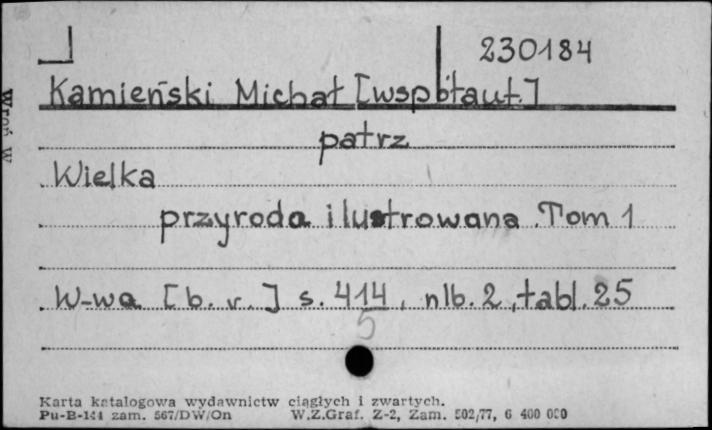 230184
Kamieński Michał [współaut.]
patrz
Wielka
przyroda ilustrowana. Tom 1
W-wa [b. r.] s. 414, nlb. 2, tabl. 25
5
Karta katalogowa wydawnictw ciągłych i zwartych.
Pu-B-141 zam. 567/DW/On W.Z.Graf. Z-2, Zam. 502/77, 6 400 000